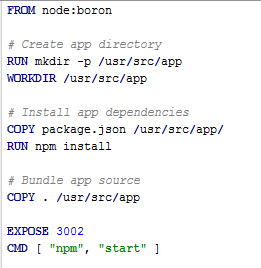 FROM node:boron
# Create app directory
RUN mkdir -p /usr/src/app
WORKDIR /usr/src/app
# Install app dependencies
COPY package.json /usr/src/app/
RUN npm install
# Bundle app source
COPY . /usr/src/app
EXPOSE 3002
CMD [ "npm", "start" ]